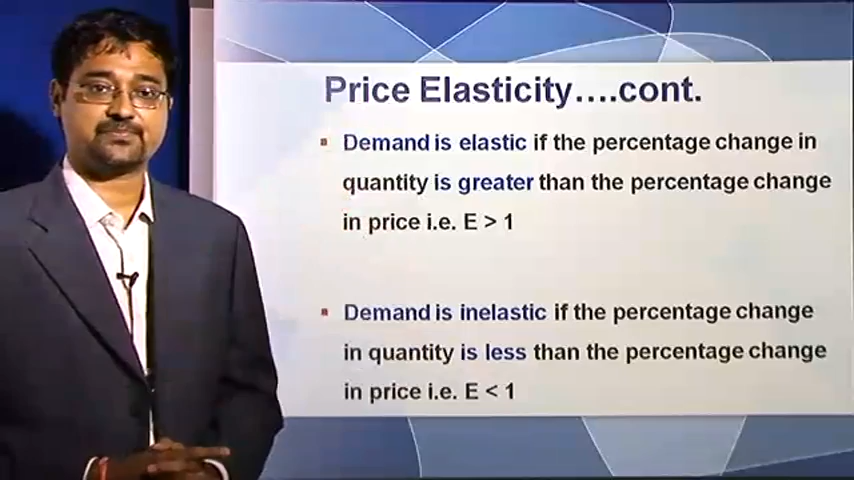 Price Elasticity....cont.
Demand is elastic if the percentage change in
quantity is greater than the percentage change
in price i.e. E > 1
Demand is inelastic if the percentage change
in quantity is less than the percentage change
in price i.e. E < 1